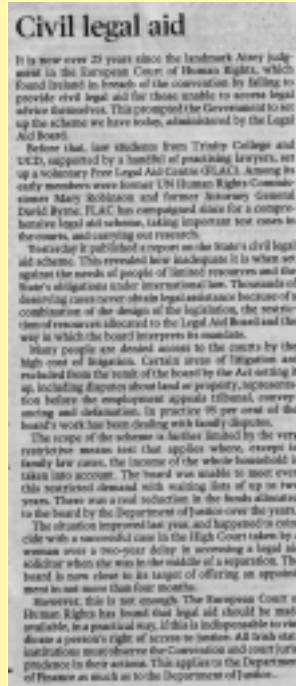 Civil legal aid
It is now over 25 years since the landmark Airey judg-
ment in the European Court of Human Rights, which
found Ireland in breach of the convention by failing to
provide civil legal aid for those unable to access legal
advice themselves. This prompted the Government to set
up the scheme we have today, administered by the Legal
Aid Board.
Before that, law students from Trinity College and
UCD, supported by a handful of practising lawyers, set
up a voluntary Free Legal Aid Centre (FLAC). Among its
early members were former UN Human Rights Commis-
sioner Mary Robinson and former Attorney General
David Byrne. FLAC has campaigned since for a compre-
hensive legal aid scheme, taking important test cases in
the courts, and carrying out research.
Yesterday it published a report on the State's civil legal
aid scheme. This revealed how inadequate it is when set
against the needs of people of limited resources and the
State's obligations under international law. Thousands of
deserving cases never obtain legal assistance because of a
combination of the design of the legislation, the restric-
tion of resources allocated to the Legal Aid Board and the
way in which the board interprets its mandate.
Many people are denied access to the courts by the
high cost of litigation. Certain areas of litigation are
excluded from the remit of the board by the Act setting it
up, including disputes about land or property, representa-
tion before the employment appeals tribunal, convey-
ancing and defamation. In practice 95 per cent of the
board's work has been dealing with family disputes.
The scope of the scheme is further limited by the very
restrictive means test that applies where, except in
family law cases, the income of the whole household is
taken into account. The board was unable to meet even
this restricted demand with waiting lists of up to two
years. There was a real reduction in the funds allocated
to the board by the Department of Justice over the years.
The situation improved last year, and happened to coin-
cide with a successful case in the High Court taken by a
woman over a two-year delay in accessing a legal aid
solicitor when she was in the middle of a separation. The
board is now close to its target of offering an appoint-
ment in not more than four months.
However, this is not enough. The European Court of
Human Rights has found that legal aid should be made
available, in a practical way, if this is indispensable to vin-
dicate a person's right of access to justice. All Irish state
institutions must observe the Convention and court juris-
prudence in their actions. This applies to the Department
of Finance as much as to the Department of Justice.